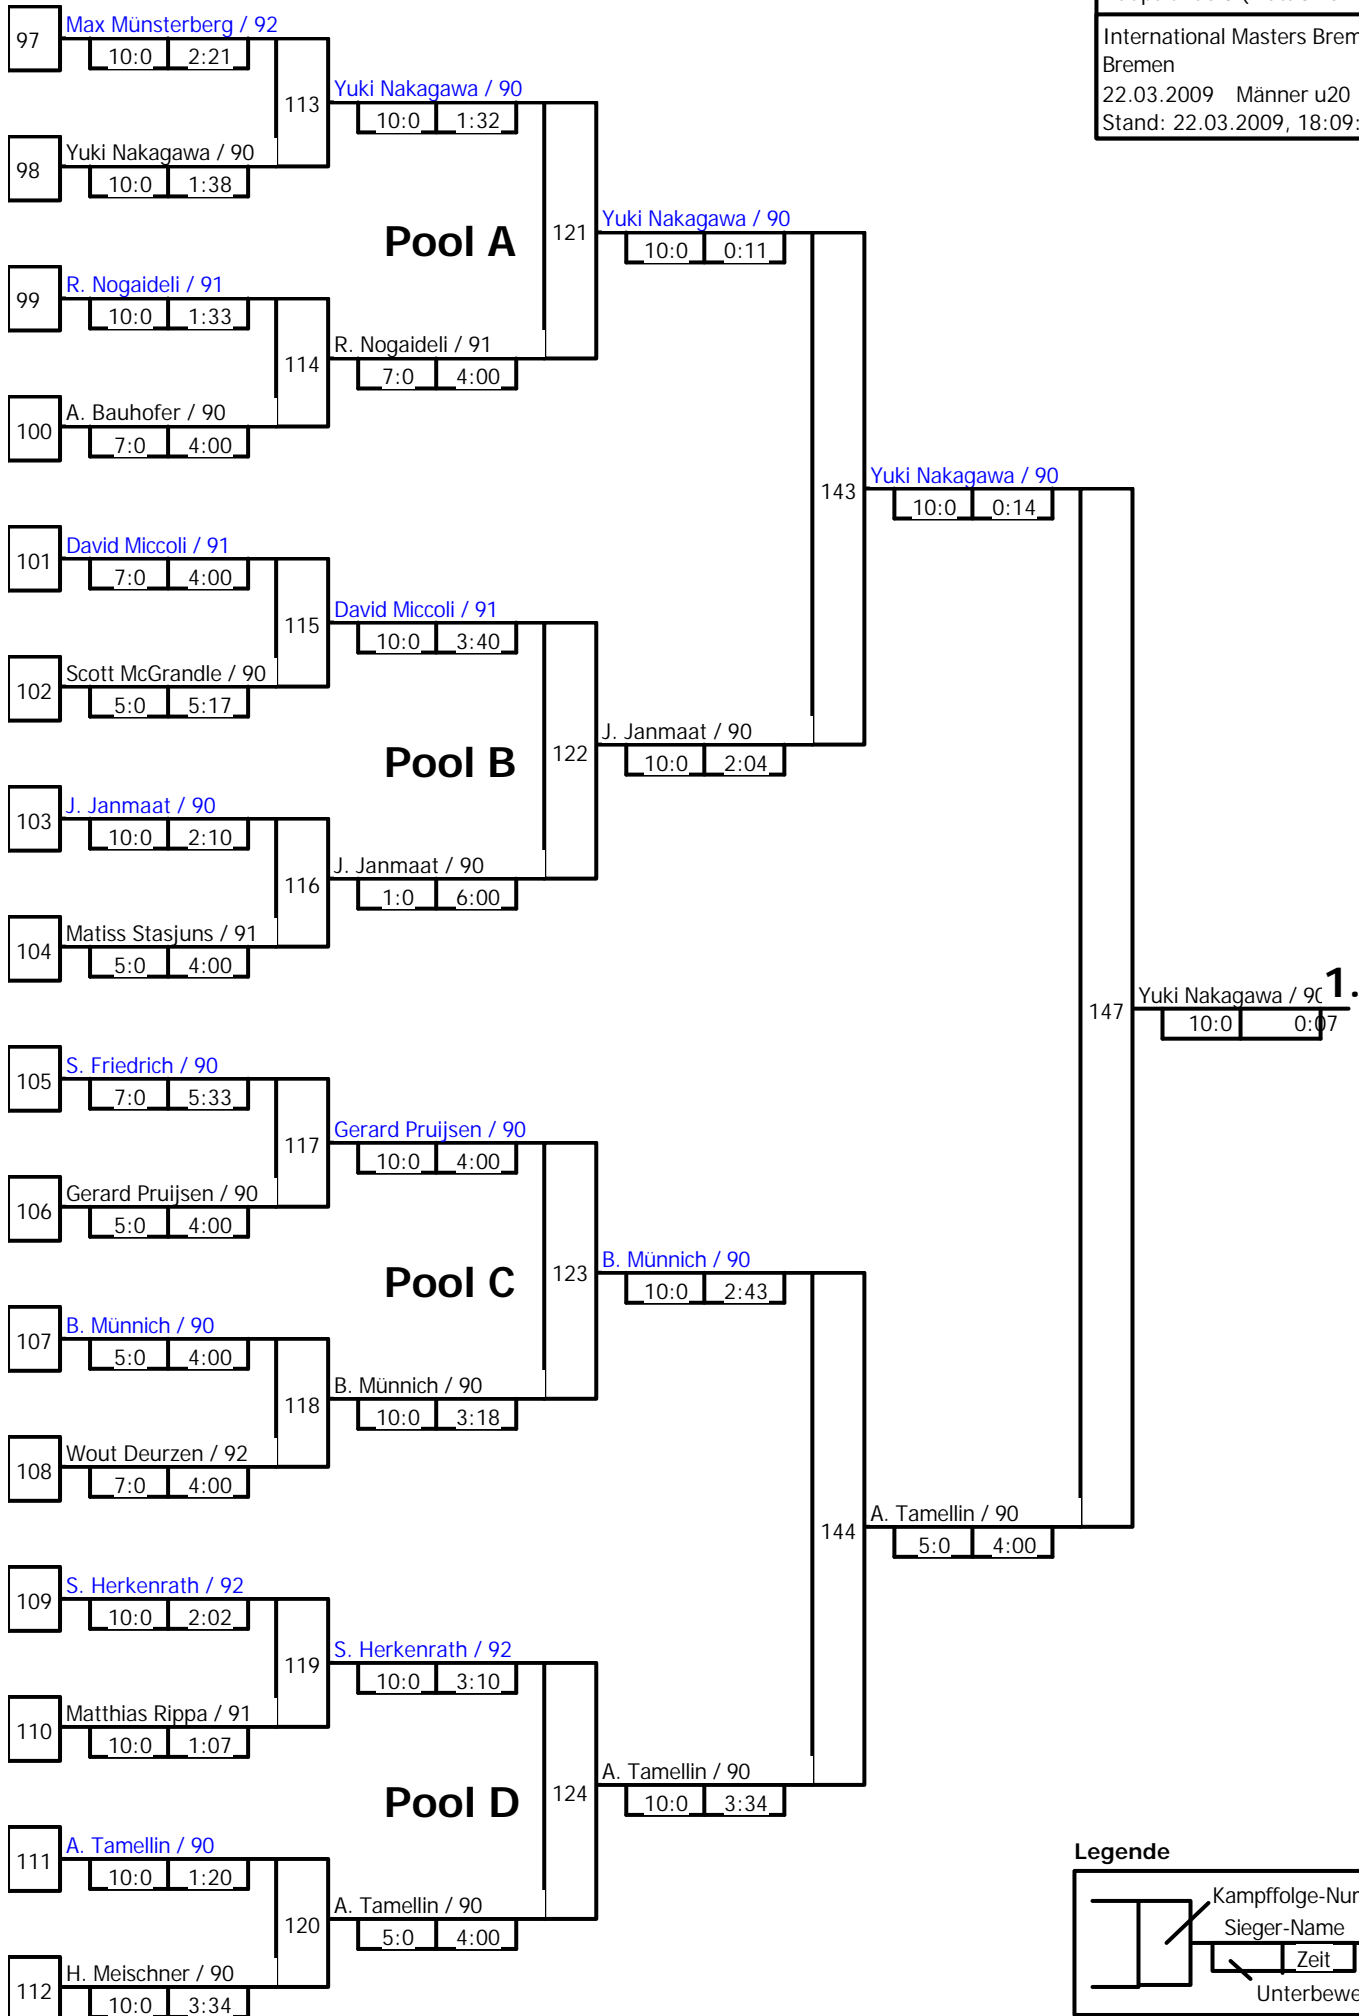 International Masters
Bremen
22.03.2009 Männer u20
Stand: 22.03.2009, 18:09:
97
Max Münsterberg / 92
10:0 2:21
113
Yuki Nakagawa / 90
10:0 1:32
98
Yuki Nakagawa / 90
10:0 1:38
Pool A
121
Yuki Nakagawa / 90
10:0 0:11
99
R. Nogaideli / 91
10:0 1:33
114
R. Nogaideli / 91
7:0 4:00
100
A. Bauhofer / 90
7:0 4:00
143
Yuki Nakagawa / 90
10:0 0:14
101
David Miccoli / 91
7:0 4:00
115
David Miccoli / 91
10:0 3:40
102
Scott McGrandle / 90
5:0 5:17
Pool B
122
J. Janmaat / 90
10:0 2:04
103
J. Janmaat / 90
10:0 2:10
116
J. Janmaat / 90
1:0 6:00
104
Matiss Stasjuns / 91
5:0 4:00
147
Yuki Nakagawa / 90
1.
10:0 0:07
105
S. Friedrich / 90
7:0 5:33
117
Gerard Pruijsen / 90
10:0 4:00
106
Gerard Pruijsen / 90
5:0 4:00
Pool C
123
B. Münnich / 90
10:0 2:43
107
B. Münnich / 90
5:0 4:00
118
B. Münnich / 90
10:0 3:18
108
Wout Deurzen / 92
7:0 4:00
144
A. Tamellin / 90
5:0 4:00
109
S. Herkenrath / 92
10:0 2:02
119
S. Herkenrath / 92
10:0 3:10
110
Matthias Rippa / 91
10:0 1:07
Pool D
124
A. Tamellin / 90
10:0 3:34
111
A. Tamellin / 90
10:0 1:20
120
A. Tamellin / 90
5:0 4:00
112
H. Meischner / 90
10:0 3:34
Legende
Sieger-Name
Zeit